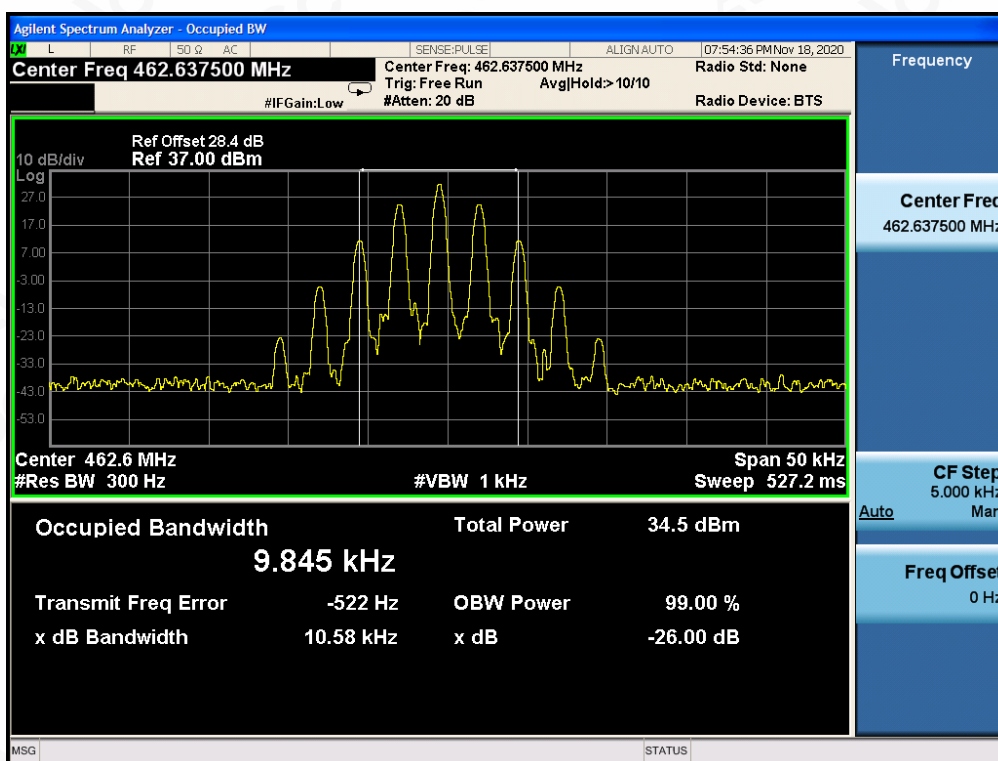 Agilent Spectrum Analyzer - Occupied BW
LXI L RF 50 Ω AC SENSE:PULSE ALIGN AUTO 07:54:36 PM Nov 18, 2020
Center Freq 462.637500 MHz
Center Freq: 462.637500 MHz
Radio Std: None
Trig: Free Run Avg|Hold:>10/10
#IFGain:Low
#Atten: 20 dB
Radio Device: BTS
Ref Offset 28.4 dB
10 dB/div Ref 37.00 dBm
Log
27.0
17.0
7.00
-3.00
-13.0
-23.0
-33.0
-43.0
-53.0
Center 462.6 MHz Span 50 kHz
#Res BW 300 Hz #VBW 1 kHz Sweep 527.2 ms
Occupied Bandwidth Total Power 34.5 dBm
9.845 kHz
Transmit Freq Error -522 Hz OBW Power 99.00 %
x dB Bandwidth 10.58 kHz x dB -26.00 dB
MSG STATUS
Frequency
Center Freq
462.637500 MHz
CF Step
5.000 kHz
Auto Man
Freq Offset
0 Hz